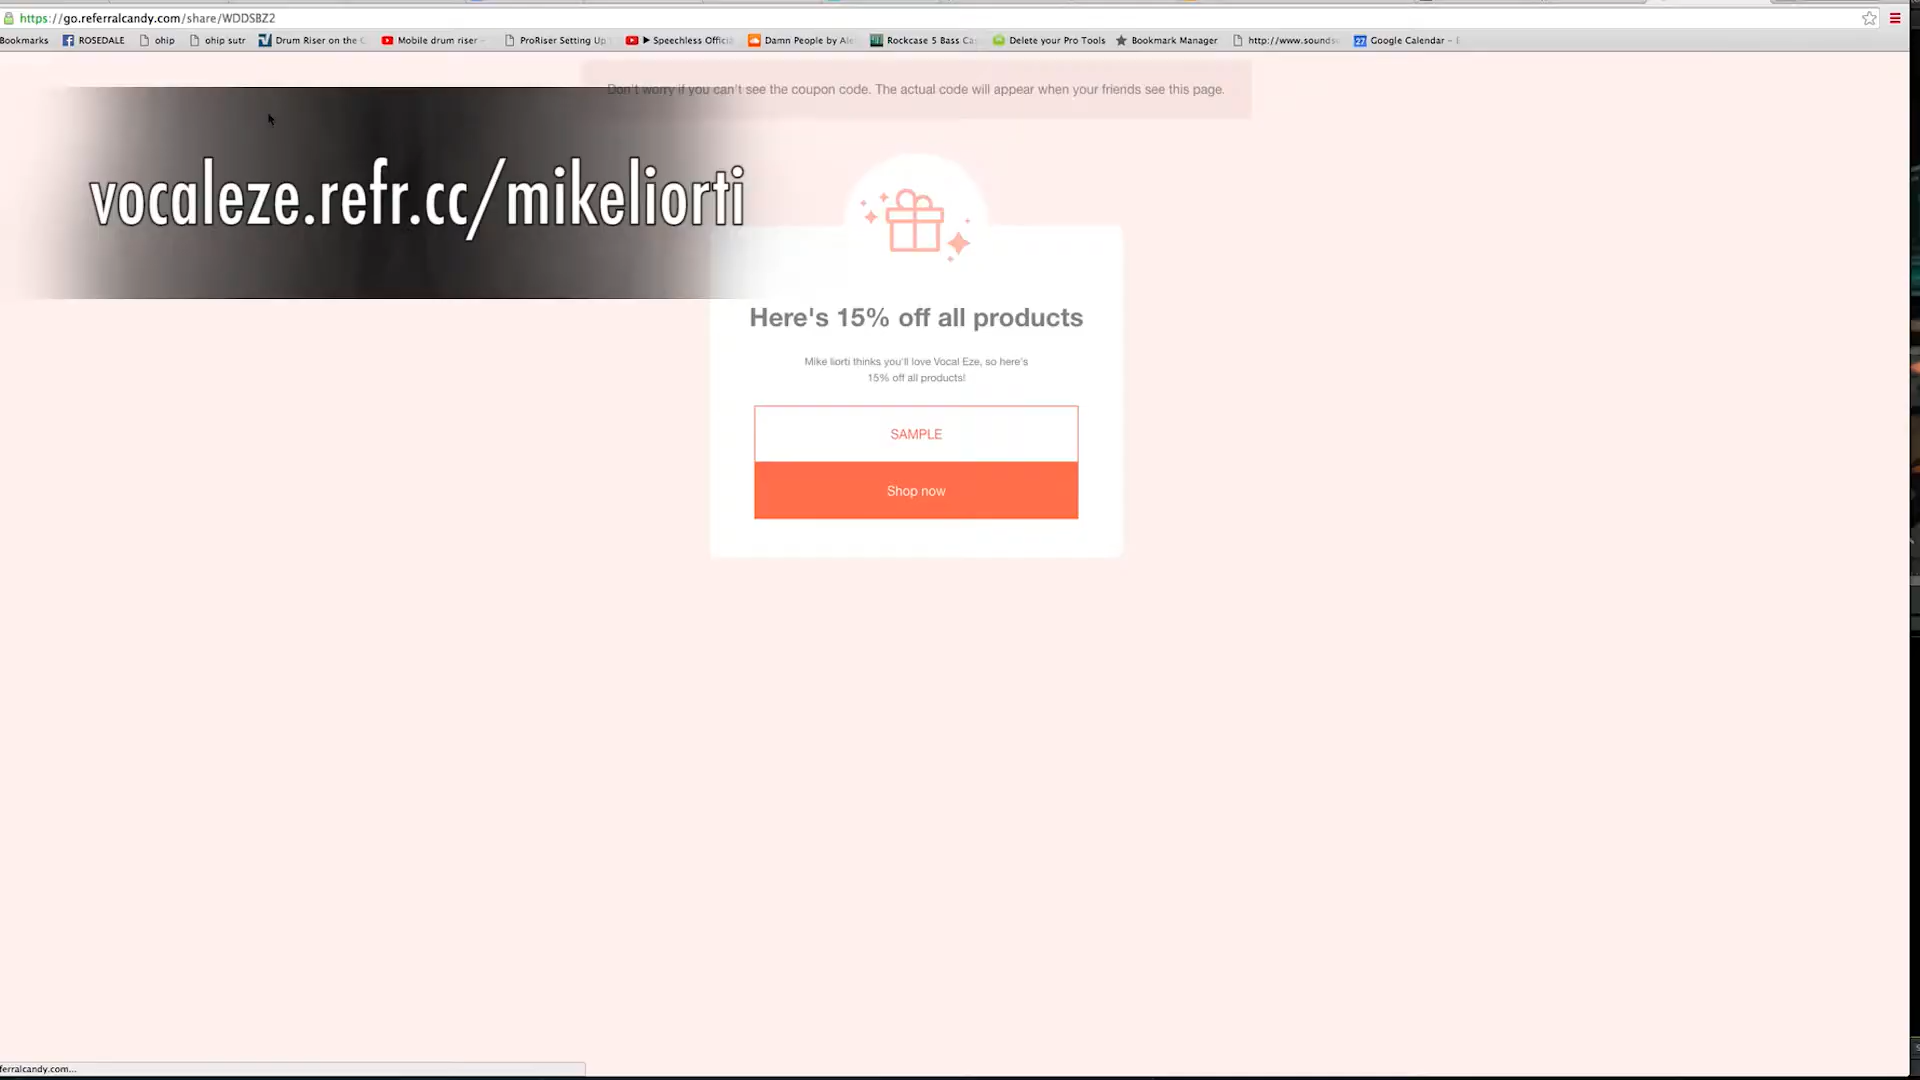 https://go.referralcandy.com/share/WDDSBZ2
Bookmarks ROSEDALE ohip ohip sutr Drum Riser on the Mobile drum riser – ProRiser Setting Up Speechless Offici Damn People by Ale Rockcase 5 Bass Ca Delete your Pro Tools Bookmark Manager http://www.sounds 27 Google Calendar –
Don't worry if you can't see the coupon code. The actual code will appear when your friends see this page.
vocaleze.refr.cc/mikeliorti
Here's 15% off all products
Mike liorti thinks you'll love Vocal Eze, so here's
15% off all products!
SAMPLE
Shop now
ferralcandy.com...